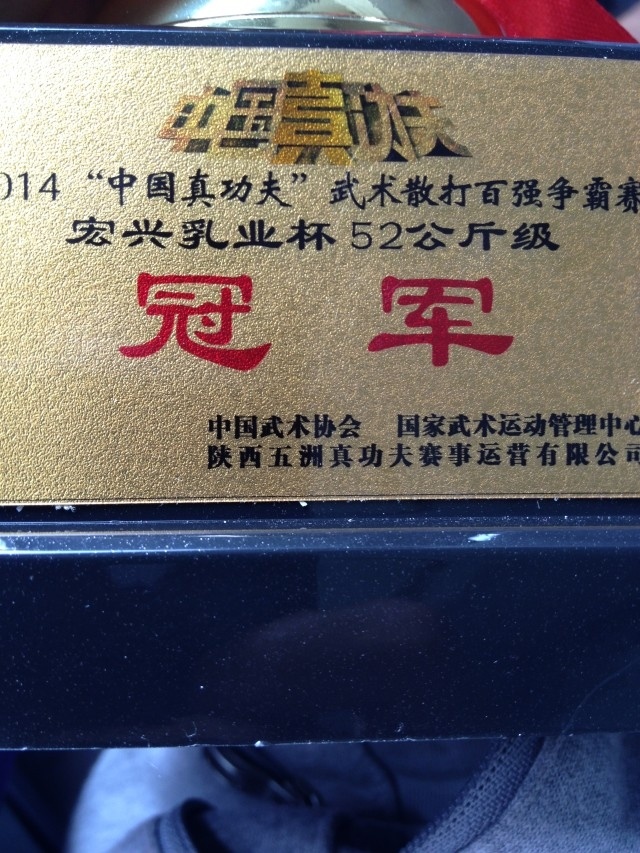 中国真功夫
014 “中国真功夫” 武术散打百强争霸赛
宏兴乳业杯 52公斤级
冠 军
中国武术协会 国家武术运动管理中心
陕西五洲真功夫赛事运营有限公司